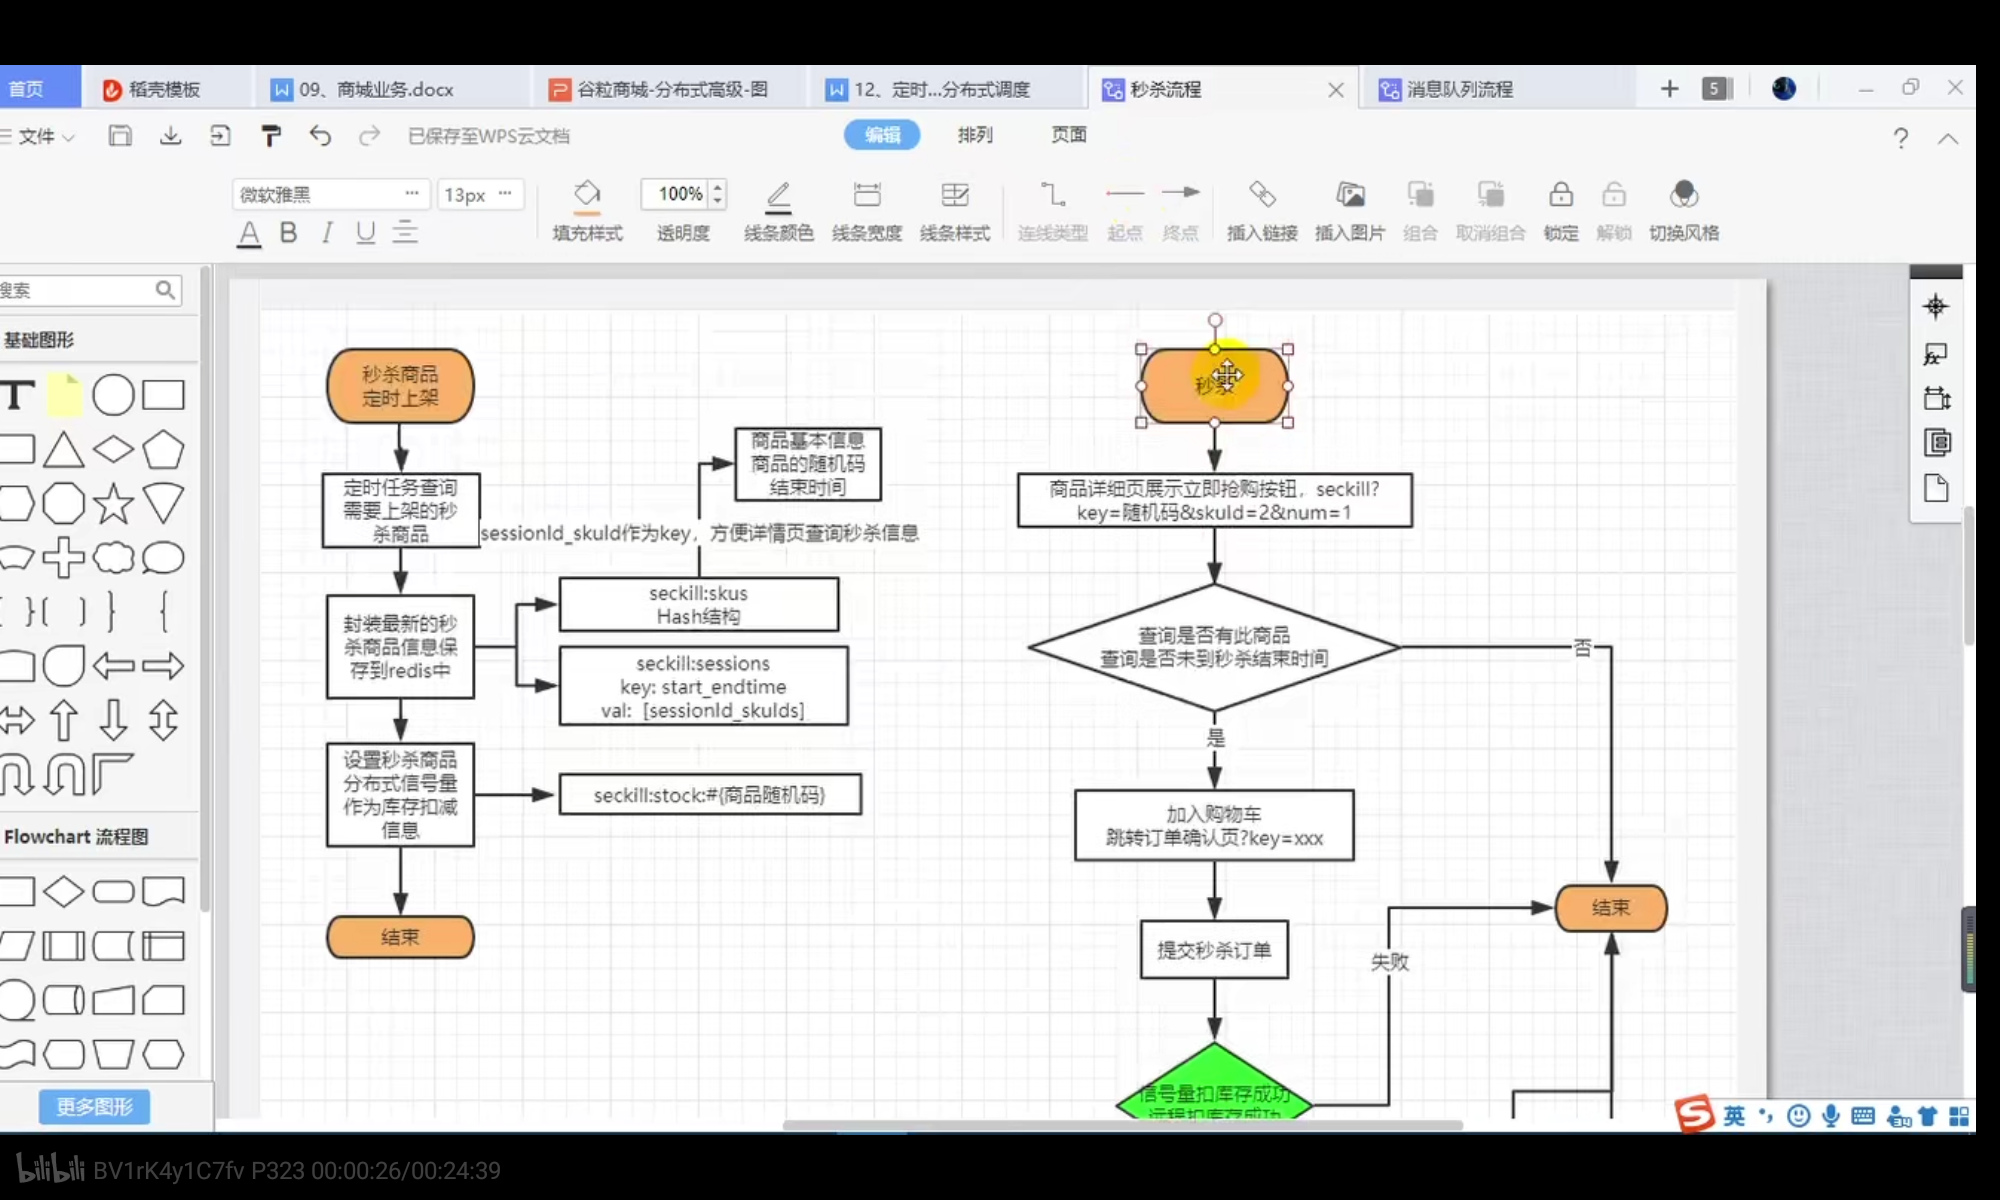 首页
稻壳模板
09、商城业务.docx
谷粒商城-分布式高级-图
12、定时...分布式调度
秒杀流程
消息队列流程
5
文件
已保存至WPS云文档
编辑
排列
页面
微软雅黑
13px
100%
A B I U
填充样式
透明度
线条颜色
线条宽度
线条样式
连线类型
起点
终点
插入链接
插入图片
组合
取消组合
锁定
解锁
切换风格
搜索
基础图形
Flowchart 流程图
更多图形
秒杀商品
定时上架
定时任务查询
需要上架的秒
杀商品
封装最新的秒
杀商品信息保
存到redis中
设置秒杀商品
分布式信号量
作为库存扣减
信息
结束
商品基本信息
商品的随机码
结束时间
sessionId_skuId作为key，方便详情页查询秒杀信息
seckill:skus
Hash结构
seckill:sessions
key: start_endtime
val: [sessionId_skuIds]
seckill:stock:#(商品随机码)
秒杀
商品详细页展示立即抢购按钮，seckill?
key=随机码&skuId=2&num=1
查询是否有此商品
查询是否未到秒杀结束时间
否
是
加入购物车
跳转订单确认页?key=xxx
提交秒杀订单
失败
结束
信号量扣库存成功
远程扣库存成功
英
bilibili BV1rK4y1C7fv P323 00:00:26/00:24:39